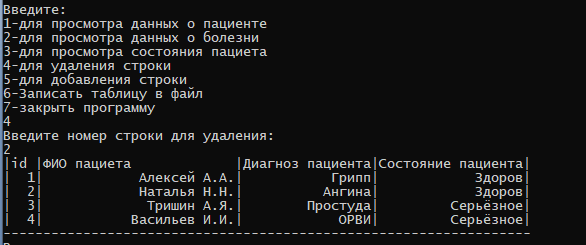 Введите:
1-для просмотра данных о пациенте
2-для просмотра данных о болезни
3-для просмотра состояния пациета
4-для удаления строки
5-для добавления строки
6-Записать таблицу в файл
7-закрыть программу
4
Введите номер строки для удаления:
2
|id |ФИО пациета |Диагноз пациента|Состояние пациента|
| 1| Алексей А.А.| Грипп| Здоров|
| 2| Наталья Н.Н.| Ангина| Здоров|
| 3| Тришин А.Я.| Простуда| Серьёзное|
| 4| Васильев И.И.| ОРВИ| Серьёзное|
-------------------------------------------------------------------